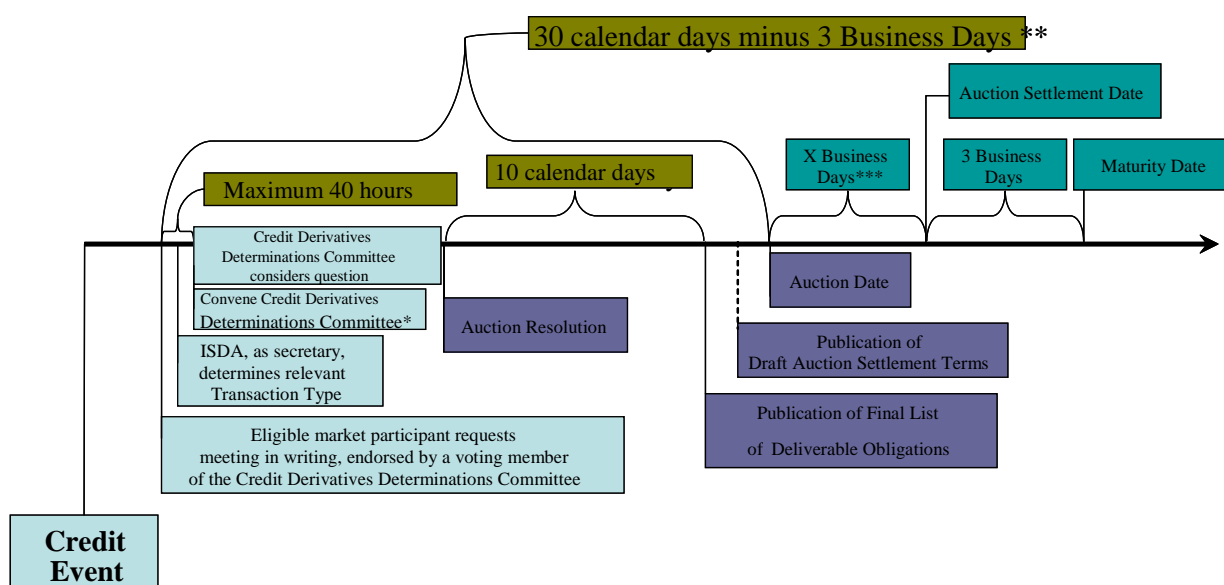 30 calendar days minus 3 Business Days **
Auction Settlement Date
X Business
Days***
3 Business
Days
Maturity Date
10 calendar days
Maximum 40 hours
Credit Derivatives
Determinations Committee
considers question
Convene Credit Derivatives
Determinations Committee*
ISDA, as secretary,
determines relevant
Transaction Type
Eligible market participant requests
meeting in writing, endorsed by a voting member
of the Credit Derivatives Determinations Committee
Credit
Event
Auction Resolution
Auction Date
Publication of
Draft Auction Settlement Terms
Publication of Final List
of Deliverable Obligations